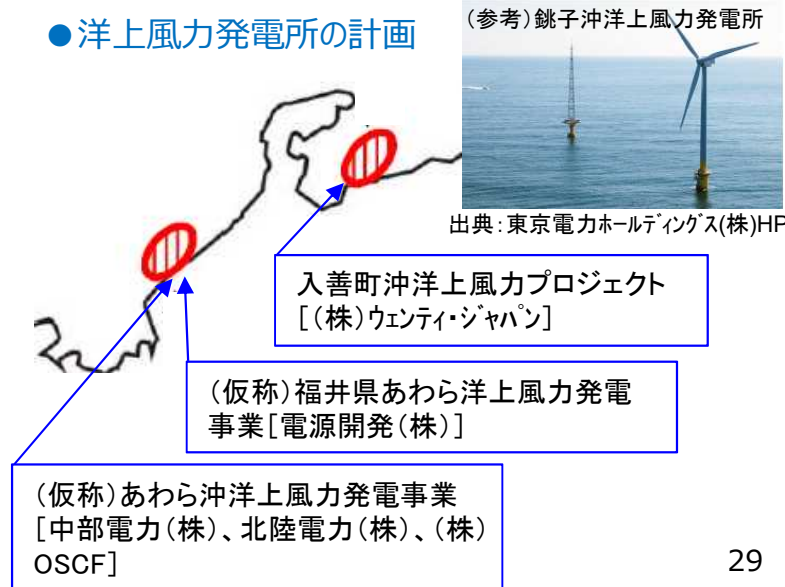 ●洋上風力発電所の計画
（参考）銚子沖洋上風力発電所
出典：東京電力ﾎｰﾙﾃﾞｨﾝｸﾞｽ(株)HP
入善町沖洋上風力プロジェクト
[(株)ｳｪﾝﾃｨ・ｼﾞｬﾊﾟﾝ]
(仮称)福井県あわら洋上風力発電
事業[電源開発(株)]
(仮称)あわら沖洋上風力発電事業
[中部電力(株)、北陸電力(株)、(株)
OSCF]
29